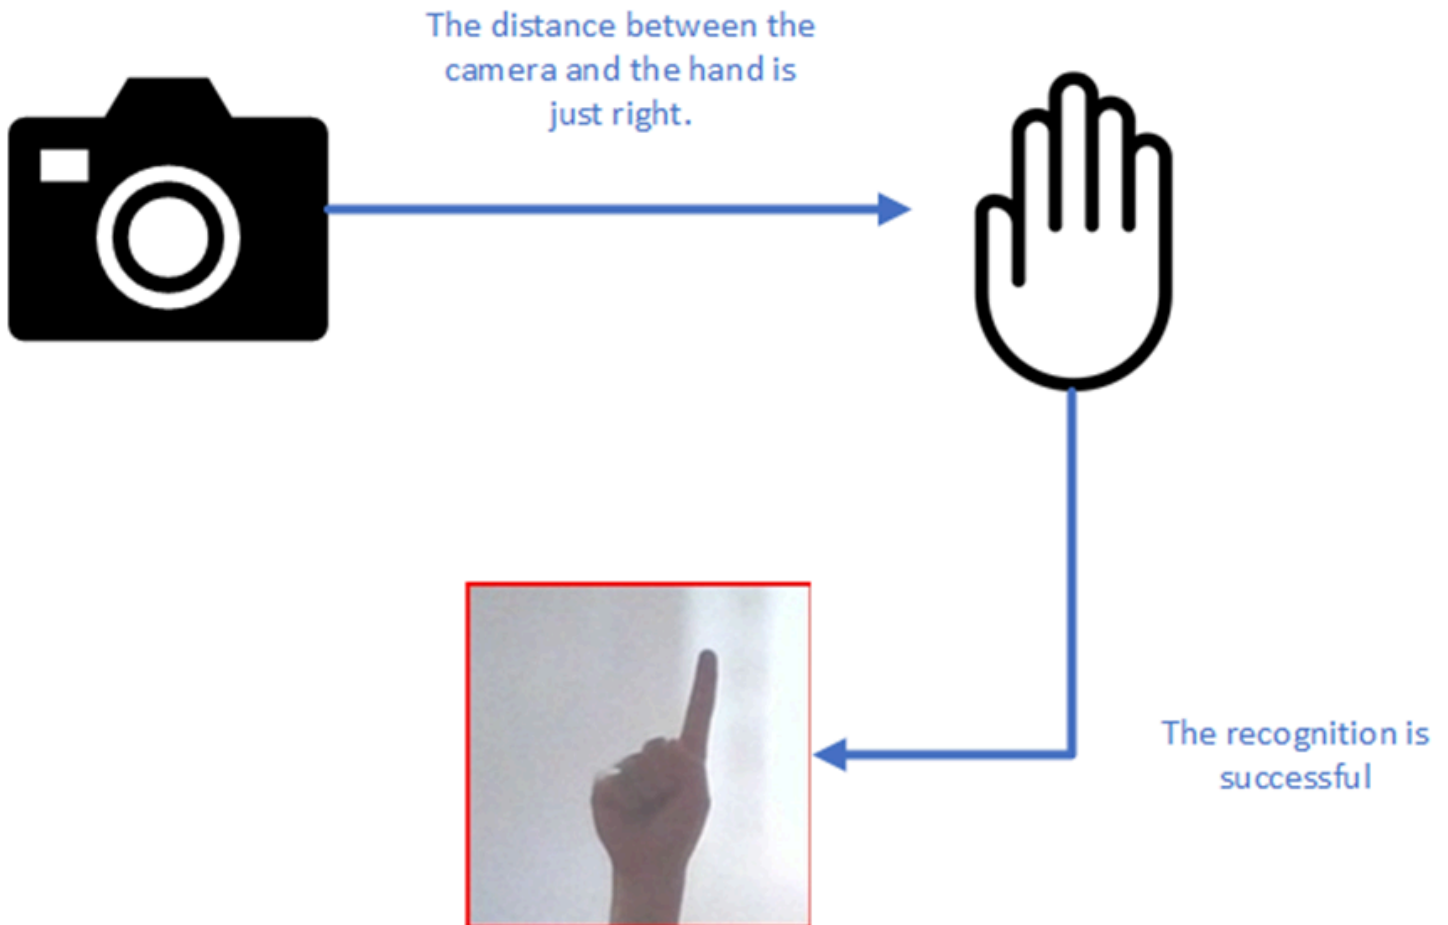 The distance between the
camera and the hand is
just right.
The recognition is
successful